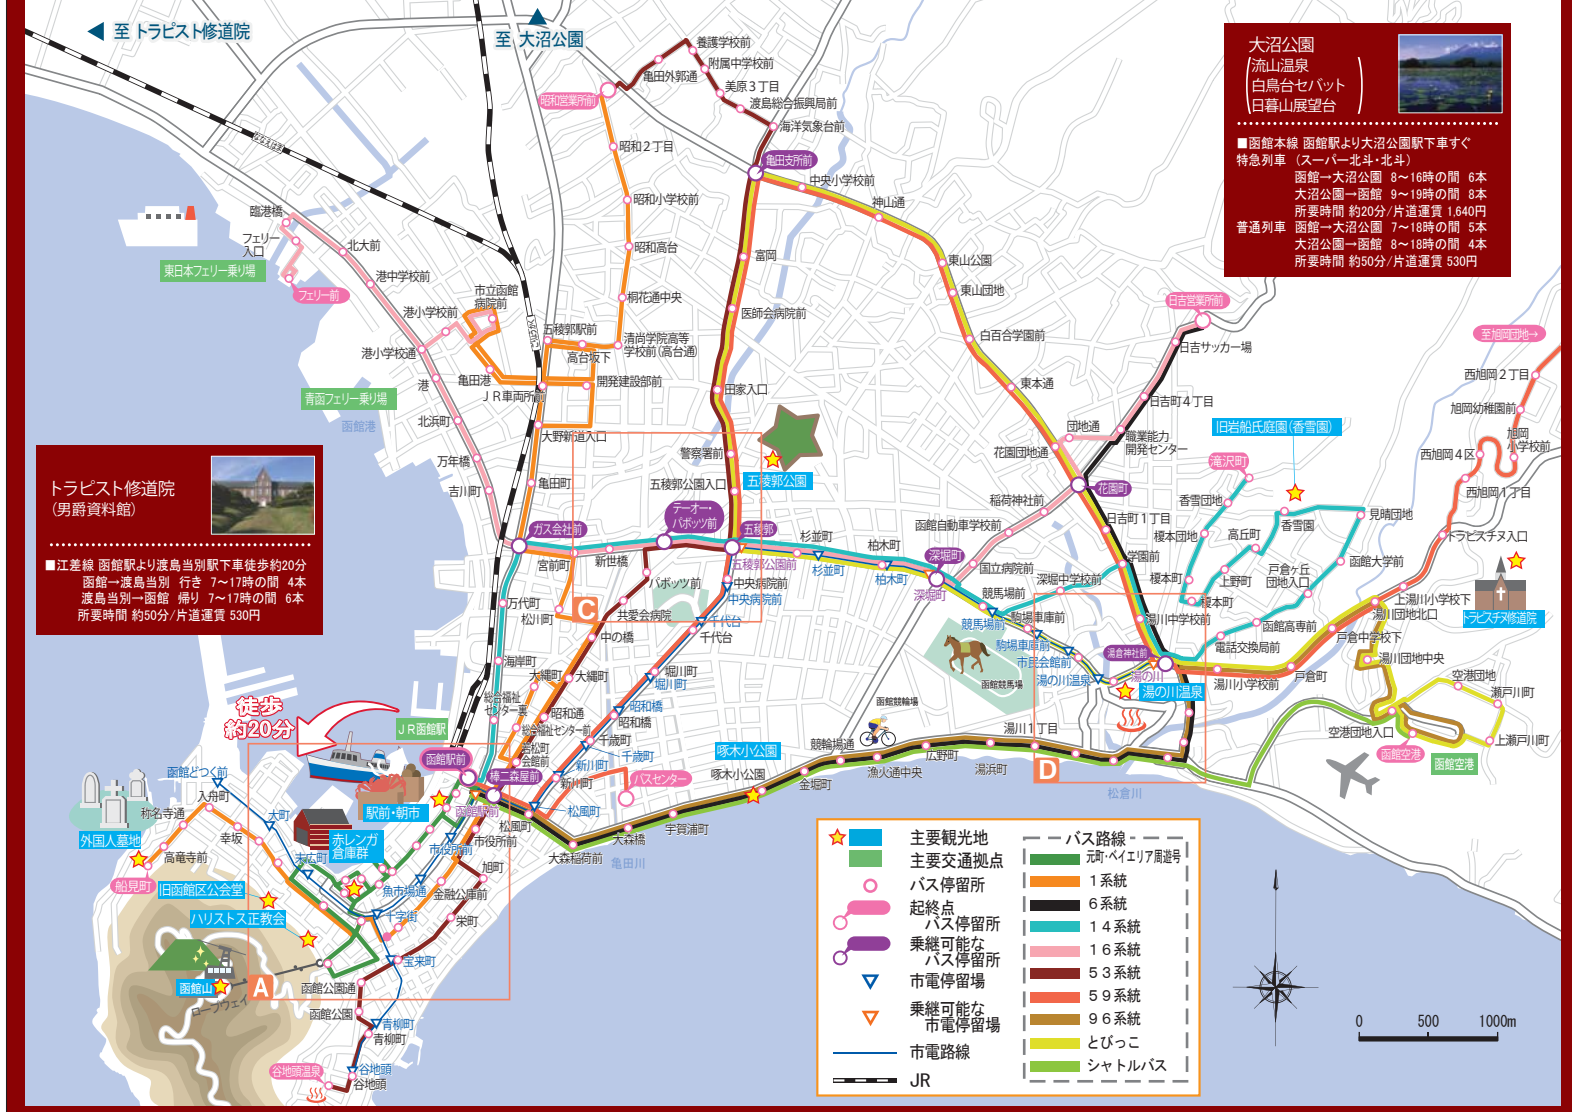 至 トラピスト修道院
至 大沼公園
大沼公園
流山温泉
白鳥台セバット
日暮山展望台
■函館本線 函館駅より大沼公園駅下車すぐ
特急列車 (スーパー北斗・北斗)
函館→大沼公園 8〜16時の間 6本
大沼公園→函館 9〜19時の間 8本
所要時間 約20分/片道運賃 1,640円
普通列車 函館→大沼公園 7〜18時の間 5本
大沼公園→函館 8〜18時の間 4本
所要時間 約50分/片道運賃 530円
養護学校前
附属中学校前
亀田外郭通
美原3丁目
渡島総合振興局前
昭和営業所前
海洋気象台前
ななえはま
昭和2丁目
亀田支所前
中央小学校前
昭和小学校前
神山通
臨港橋
フェリー
入口
北大前
昭和高台
富岡
東日本フェリー乗り場
港中学校前
東山公園
フェリー前
市立函館
病院前
桐花通中央
東山団地
日吉営業所前
港小学校前
医師会病院前
五稜郭駅前
清尚学院高等
学校前(高台通)
白百合学園前
至旭岡団地→
港小学校通
高台坂下
日吉サッカー場
港
亀田港
開発建設部前
JR車両所前
田家入口
東本通
西旭岡2丁目
青函フェリー乗り場
函館港
北浜町
大野新道入口
日吉町4丁目
旭岡幼稚園前
団地通
旧岩船氏庭園(香雪園)
旭岡
小学校前
職業能力
開発センター
花園団地通
西旭岡4区
トラピスト修道院
(男爵資料館)
■江差線 函館駅より渡島当別駅下車徒歩約20分
函館→渡島当別 行き 7〜17時の間 4本
渡島当別→函館 帰り 7〜17時の間 6本
所要時間 約50分/片道運賃 530円
万年橋
警察署前
滝沢町
吉川町
亀田町
五稜郭公園入口
五稜郭公園
花園町
西旭岡1丁目
稲荷神社前
香雪団地
見晴団地
テーオー・
バボッツ前
日吉町1丁目
香雪園
ガス会社前
五稜郭
杉並町
函館自動車学校前
榎本団地
高丘町
トラピスチヌ入口
宮前町
新世橋
五稜郭公園前
杉並町
柏木町
柏木町
深堀町
学園前
戸倉ヶ丘
団地入口
函館大学前
国立病院前
深堀町
深堀中学校前
榎本町
上野町
バボッツ前
中央病院前
中央病院前
競馬場前
榎本町
上湯川小学校下
湯川団地北口
トラピスチヌ修道院
万代町
松川町
C
共愛会病院
千代台
千代台
競馬場前
駒場車庫前
湯川中学校前
函館高専前
戸倉中学校下
中の橋
駒場車庫前
市民会館前
湯倉神社前
電話交換局前
湯川団地中央
海岸町
大縄町
大縄町
堀川町
堀川町
函館競馬場
湯の川温泉
湯の川
湯の川温泉
湯川小学校前
戸倉町
空港団地
瀬戸川町
総合福祉
センター裏
昭和通
昭和橋
昭和橋
函館競輪場
総合福祉センター前
千歳町
千歳町
湯川1丁目
空港団地入口
上瀬戸川町
函館空港
函館空港
徒歩
約20分
JR函館駅
若松町
会館前
競輪場通
広野町
漁火通中央
湯浜町
D
函館駅前
棒二森屋前
新川町
新川町
バスセンター
啄木小公園
啄木小公園
金堀町
松倉川
函館どつく前
入舟町
称名寺通
外国人墓地
大町
幸坂
駅前・朝市
函館駅前
松風町
松風町
宇賀浦町
大森橋
大森稲荷前
亀田川
赤レンガ
倉庫群
市役所前
市役所前
旭町
高竜寺前
末広町
船見町
旧函館区公会堂
魚市場通
金融公庫前
ハリストス正教会
十字街
栄町
宝来町
函館山
ロープウェイ
A
函館公園通
函館公園
青柳町
青柳町
谷地頭温泉
谷地頭
谷地頭
主要観光地
主要交通拠点
バス停留所
起終点
バス停留所
乗継可能な
バス停留所
市電停留場
乗継可能な
市電停留場
市電路線
JR
バス路線
元町・ベイエリア周遊号
1系統
6系統
14系統
16系統
53系統
59系統
96系統
とびっこ
シャトルバス
0 500 1000m